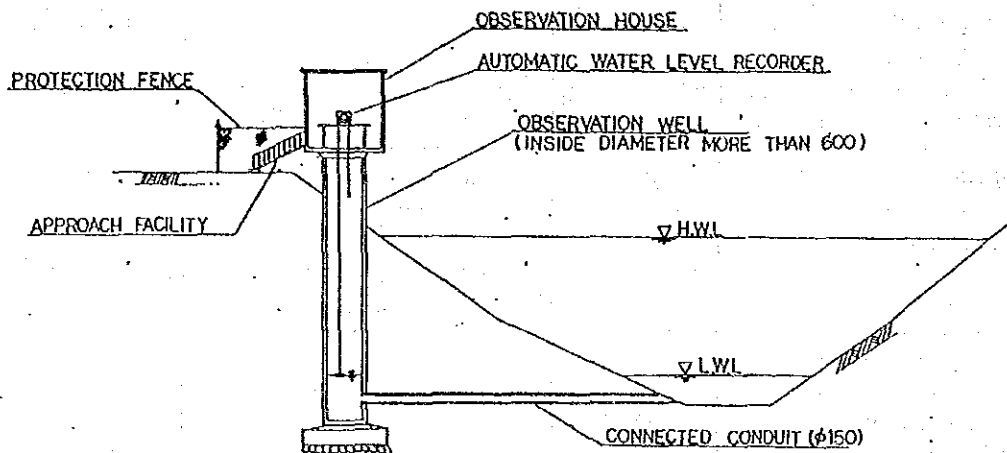 OBSERVATION HOUSE
AUTOMATIC WATER LEVEL RECORDER
PROTECTION FENCE
OBSERVATION WELL
(INSIDE DIAMETER MORE THAN 600)
APPROACH FACILITY
H.W.L
L.W.L
CONNECTED CONDUIT (φ150)